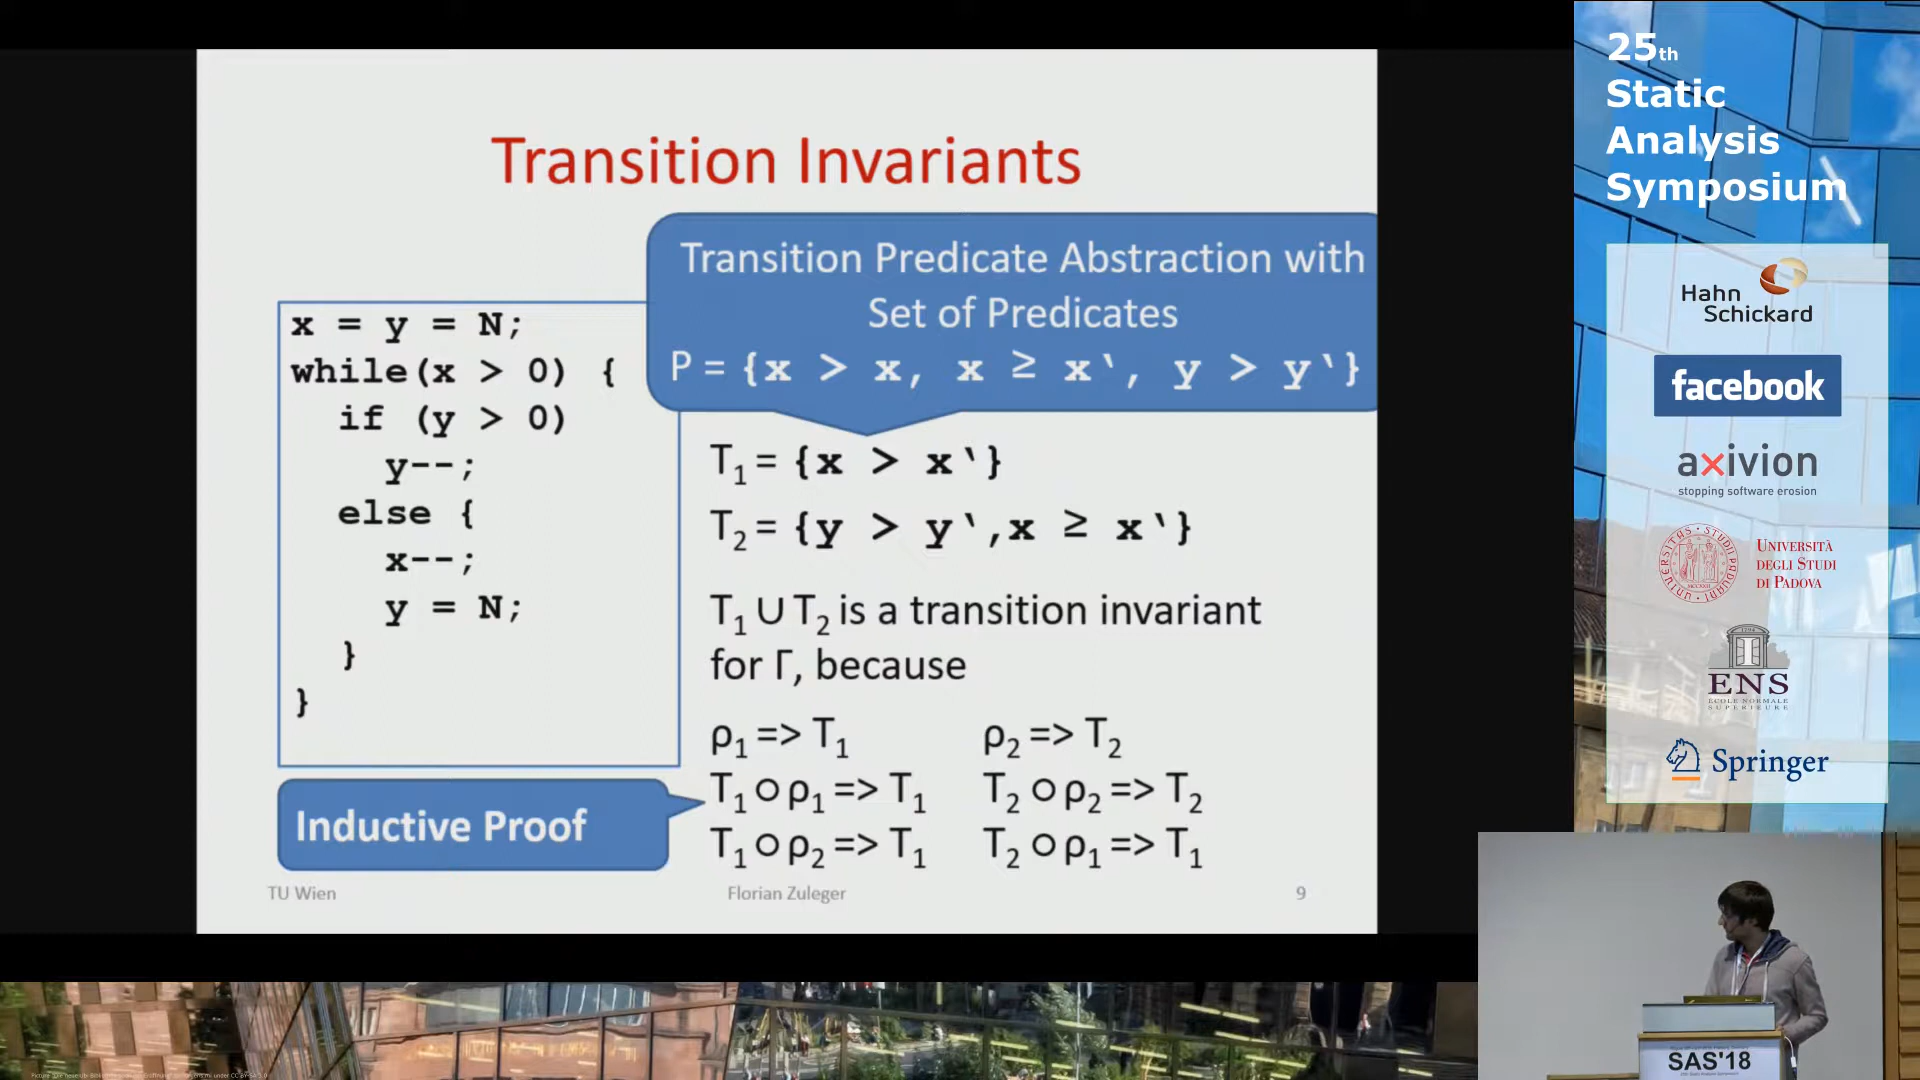 Transition Invariants
Transition Predicate Abstraction with
Set of Predicates
P = {x > x, x ≥ x‛, y > y‛}
x = y = N;
while(x > 0) {
if (y > 0)
y--;
else {
x--;
y = N;
}
}
T1 = {x > x‛}
T2 = {y > y‛,x ≥ x‛}
T1 ∪ T2 is a transition invariant
for Γ, because
ρ1 => T1 ρ2 => T2
T1 ○ ρ1 => T1 T2 ○ ρ2 => T2
T1 ○ ρ2 => T1 T2 ○ ρ1 => T1
Inductive Proof
TU Wien Florian Zuleger 9
25th
Static
Analysis
Symposium
Hahn
Schickard
facebook
axivion
stopping software erosion
UNIVERSITÀ
DEGLI STUDI
DI PADOVA
ENS
ECOLE NORMALE
SUPERIEURE
Springer
SAS'18